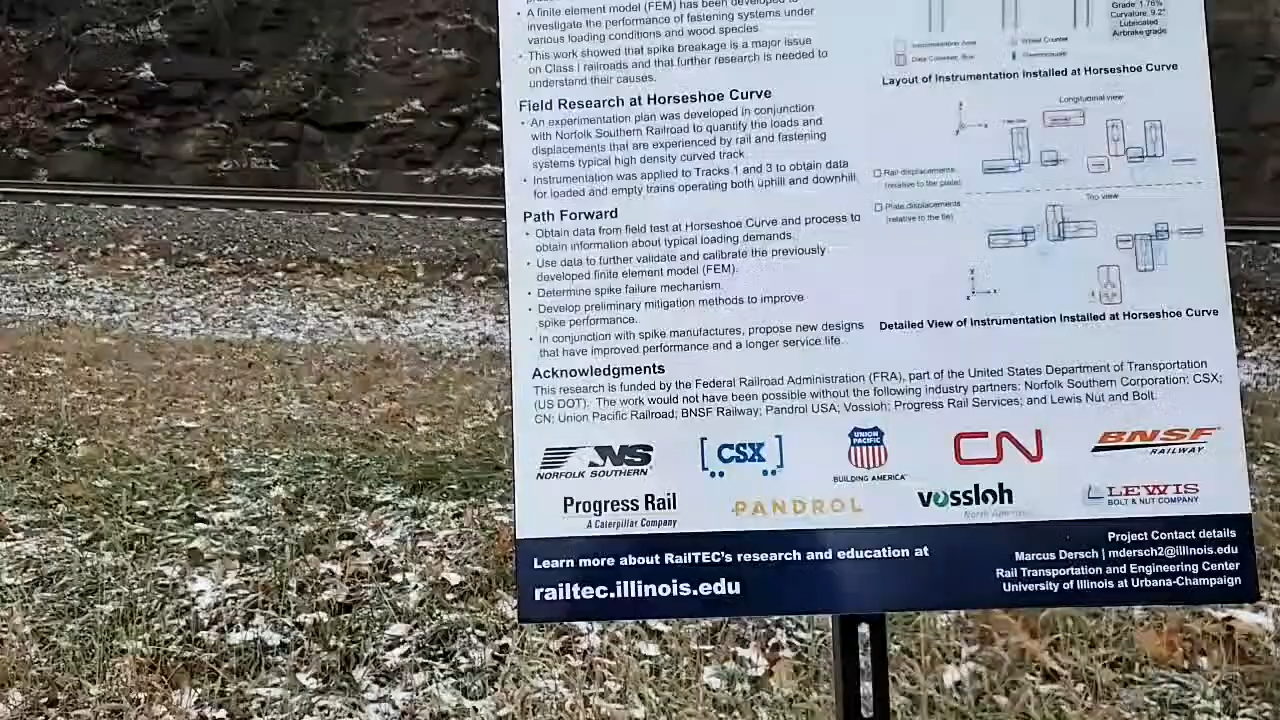 • A finite element model (FEM) has been developed to
investigate the performance of fastening systems under
various loading conditions and wood species
• This work showed that spike breakage is a major issue
on Class I railroads and that further research is needed to
understand their causes.
Field Research at Horseshoe Curve
• An experimentation plan was developed in conjunction
with Norfolk Southern Railroad to quantify the loads and
displacements that are experienced by rail and fastening
systems typical high density curved track
• Instrumentation was applied to Tracks 1 and 3 to obtain data
for loaded and empty trains operating both uphill and downhill.
Path Forward
• Obtain data from field test at Horseshoe Curve and process to
obtain information about typical loading demands.
• Use data to further validate and calibrate the previously
developed finite element model (FEM).
• Determine spike failure mechanism.
• Develop preliminary mitigation methods to improve
spike performance.
• In conjunction with spike manufactures, propose new designs
that have improved performance and a longer service life.
Grade: 1.76%
Curvature: 9.2°
Lubricated
Airbrake grade
Instrumentation Area
Wheel Counter
Layout of Instrumentation Installed at Horseshoe Curve
Longitudinal view
Rail displacements
(relative to the plate)
Top view
Plate displacements
(relative to the tie)
Detailed View of Instrumentation Installed at Horseshoe Curve
Acknowledgments
This research is funded by the Federal Railroad Administration (FRA), part of the United States Department of Transportation
(US DOT). The work would not have been possible without the following industry partners: Norfolk Southern Corporation; CSX;
CN; Union Pacific Railroad; BNSF Railway; Pandrol USA; Vossloh; Progress Rail Services; and Lewis Nut and Bolt.
NS
NORFOLK SOUTHERN
CSX
UNION
PACIFIC
BUILDING AMERICA
CN
BNSF
RAILWAY
Progress Rail
A Caterpillar Company
PANDROL
vossloh
North America
LEWIS
BOLT & NUT COMPANY
Learn more about RailTEC's research and education at
railtec.illinois.edu
Project Contact details
Marcus Dersch | mdersch2@illinois.edu
Rail Transportation and Engineering Center
University of Illinois at Urbana-Champaign